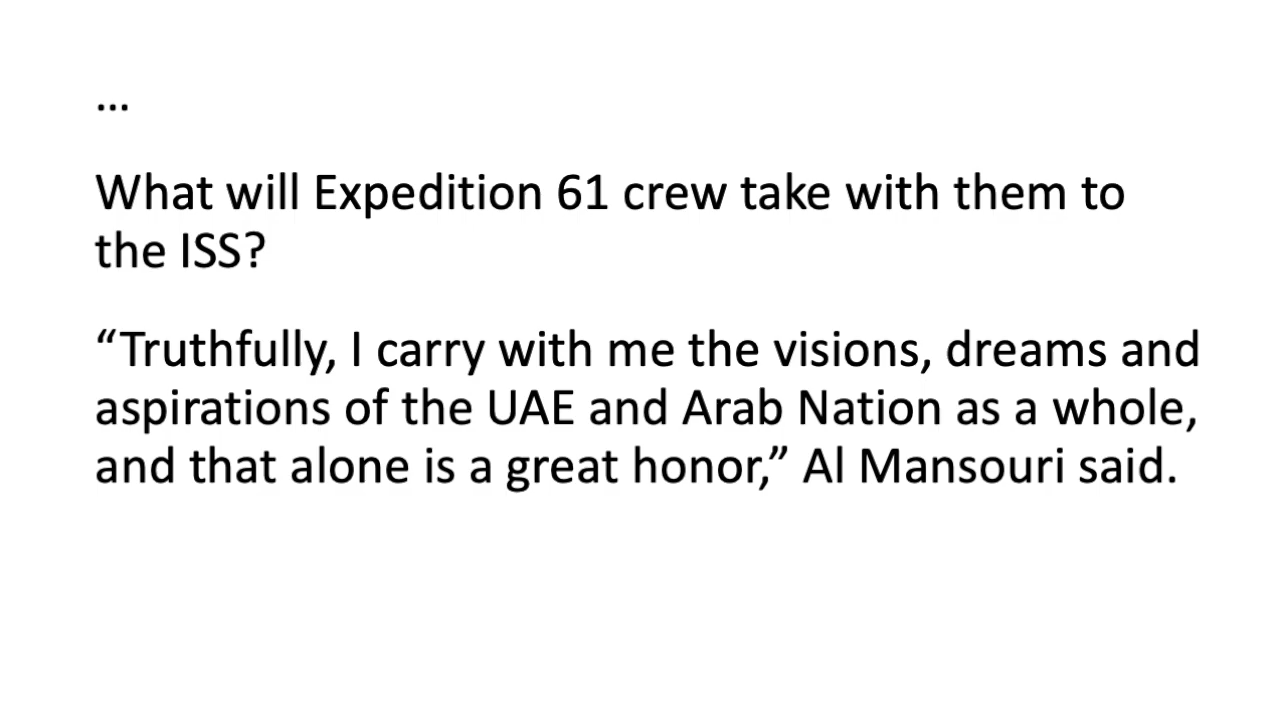 ...
What will Expedition 61 crew take with them to
the ISS?
“Truthfully, I carry with me the visions, dreams and
aspirations of the UAE and Arab Nation as a whole,
and that alone is a great honor,” Al Mansouri said.